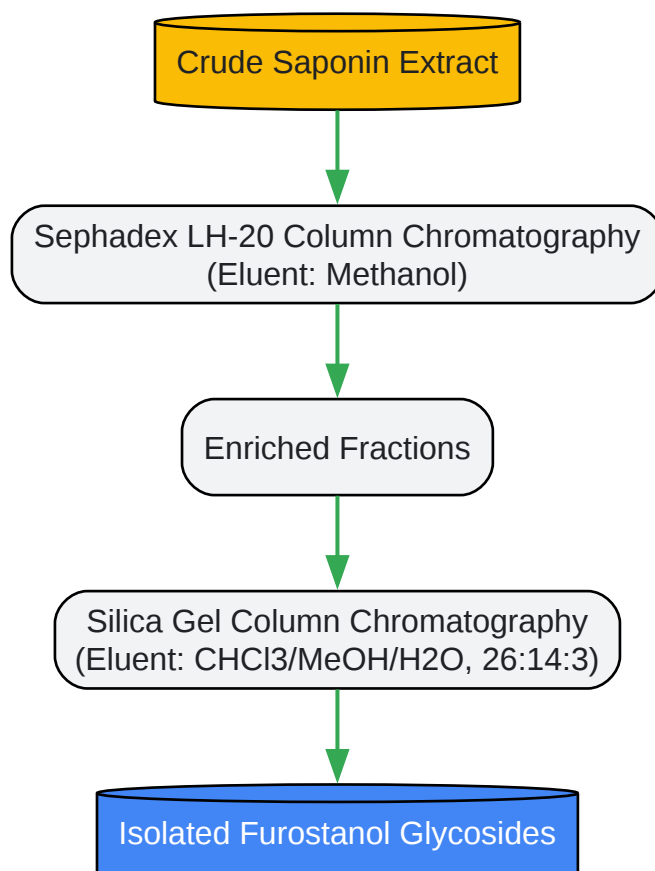 Crude Saponin Extract
Sephadex LH-20 Column Chromatography
(Eluent: Methanol)
Enriched Fractions
Silica Gel Column Chromatography
(Eluent: CHCl3/MeOH/H2O, 26:14:3)
Isolated Furostanol Glycosides